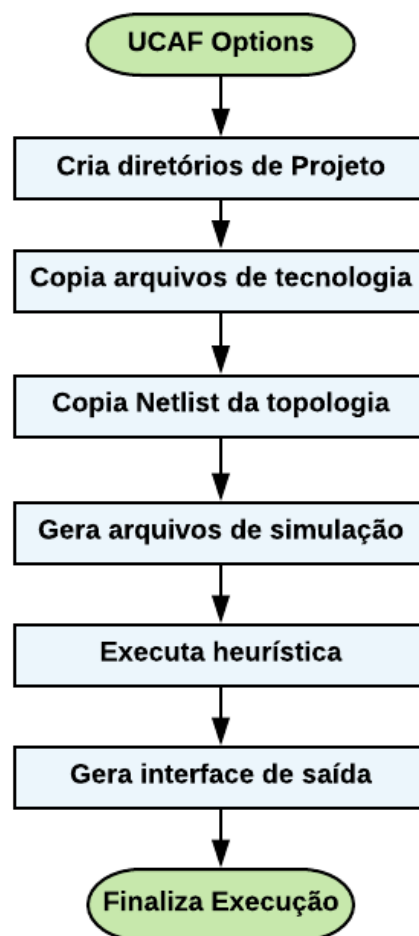 UCAF Options
Cria diretórios de Projeto
Copia arquivos de tecnologia
Copia Netlist da topologia
Gera arquivos de simulação
Executa heurística
Gera interface de saída
Finaliza Execução